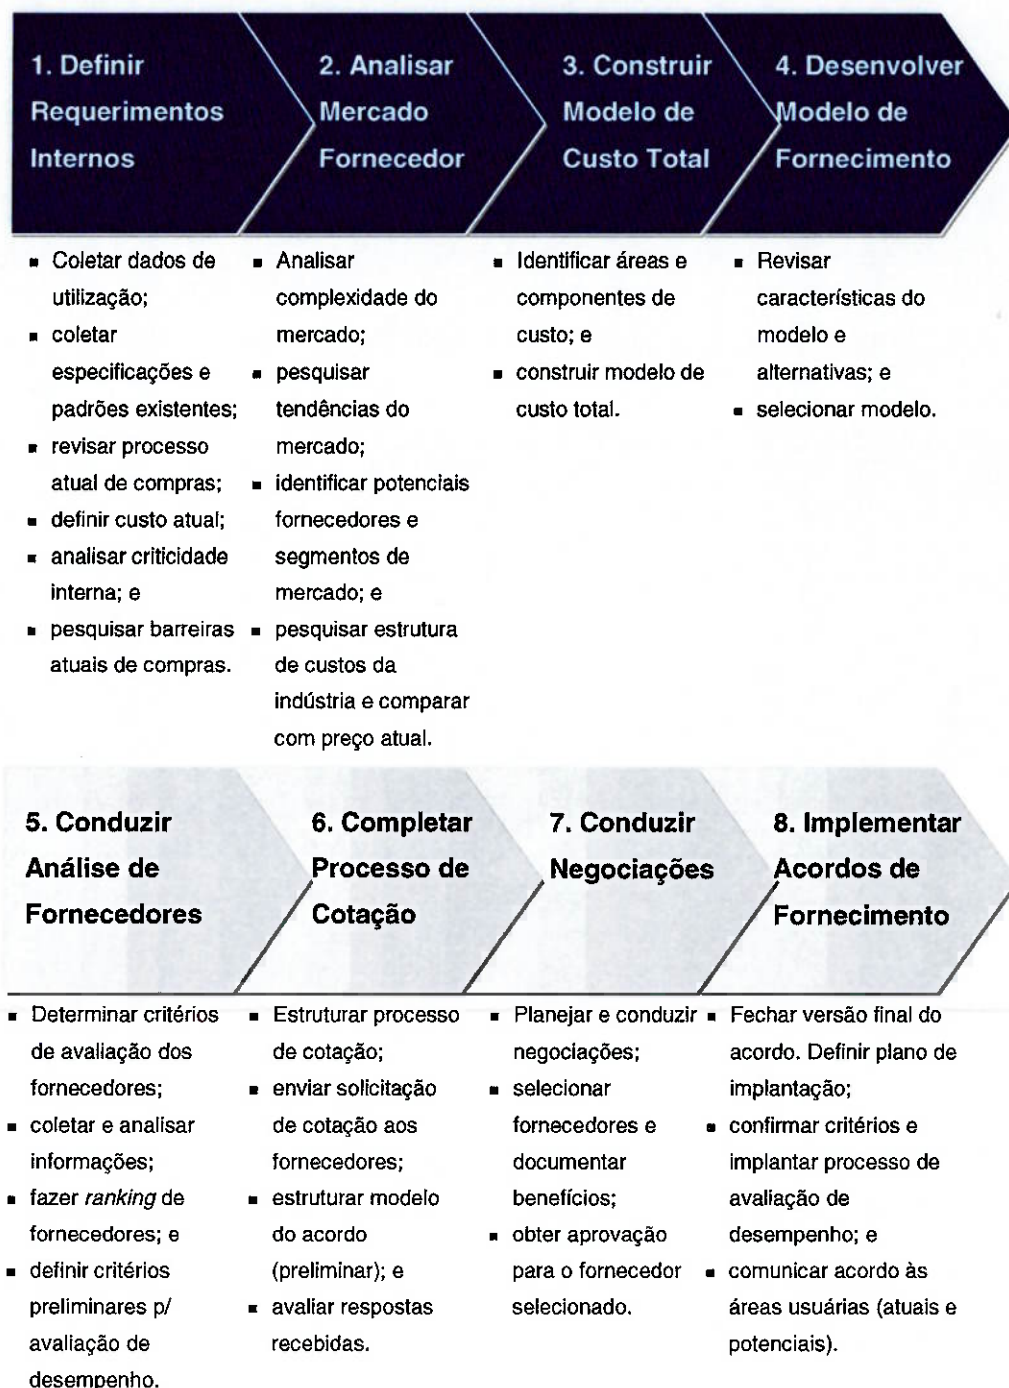 1. Definir
Requerimentos
Internos
2. Analisar
Mercado
Fornecedor
3. Construir
Modelo de
Custo Total
4. Desenvolver
Modelo de
Fornecimento
▪ Coletar dados de
utilização;
▪ coletar
especificações e
padrões existentes;
▪ revisar processo
atual de compras;
▪ definir custo atual;
▪ analisar criticidade
interna; e
▪ pesquisar barreiras
atuais de compras.
▪ Analisar
complexidade do
mercado;
▪ pesquisar
tendências do
mercado;
▪ identificar potenciais
fornecedores e
segmentos de
mercado; e
▪ pesquisar estrutura
de custos da
indústria e comparar
com preço atual.
▪ Identificar áreas e
componentes de
custo; e
▪ construir modelo de
custo total.
▪ Revisar
características do
modelo e
alternativas; e
▪ selecionar modelo.
5. Conduzir
Análise de
Fornecedores
6. Completar
Processo de
Cotação
7. Conduzir
Negociações
8. Implementar
Acordos de
Fornecimento
▪ Determinar critérios
de avaliação dos
fornecedores;
▪ coletar e analisar
informações;
▪ fazer ranking de
fornecedores; e
▪ definir critérios
preliminares p/
avaliação de
desempenho.
▪ Estruturar processo
de cotação;
▪ enviar solicitação
de cotação aos
fornecedores;
▪ estruturar modelo
do acordo
(preliminar); e
▪ avaliar respostas
recebidas.
▪ Planejar e conduzir
negociações;
▪ selecionar
fornecedores e
documentar
benefícios;
▪ obter aprovação
para o fornecedor
selecionado.
▪ Fechar versão final do
acordo. Definir plano de
implantação;
▪ confirmar critérios e
implantar processo de
avaliação de
desempenho; e
▪ comunicar acordo às
áreas usuárias (atuais e
potenciais).